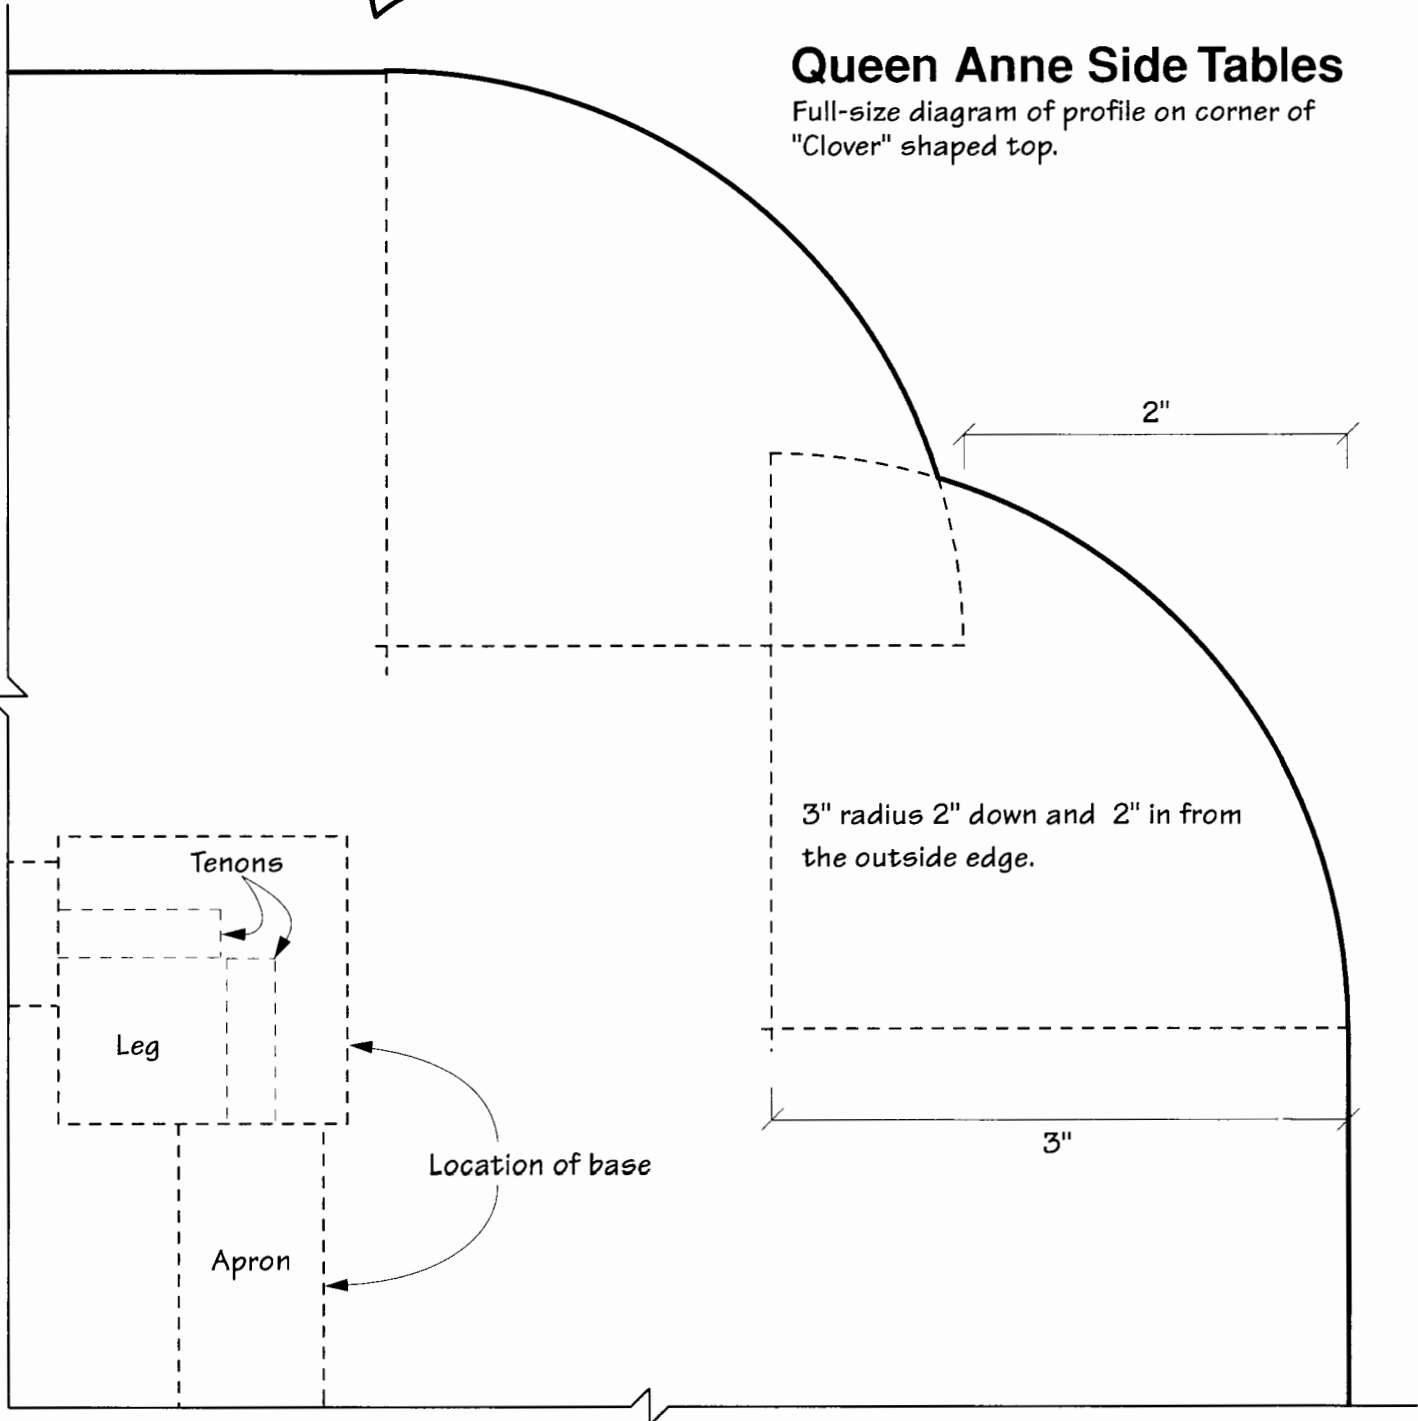 Queen Anne Side Tables
Full-size diagram of profile on corner of
"Clover" shaped top.
2"
3" radius 2" down and 2" in from
the outside edge.
Tenons
Leg
3"
Location of base
Apron